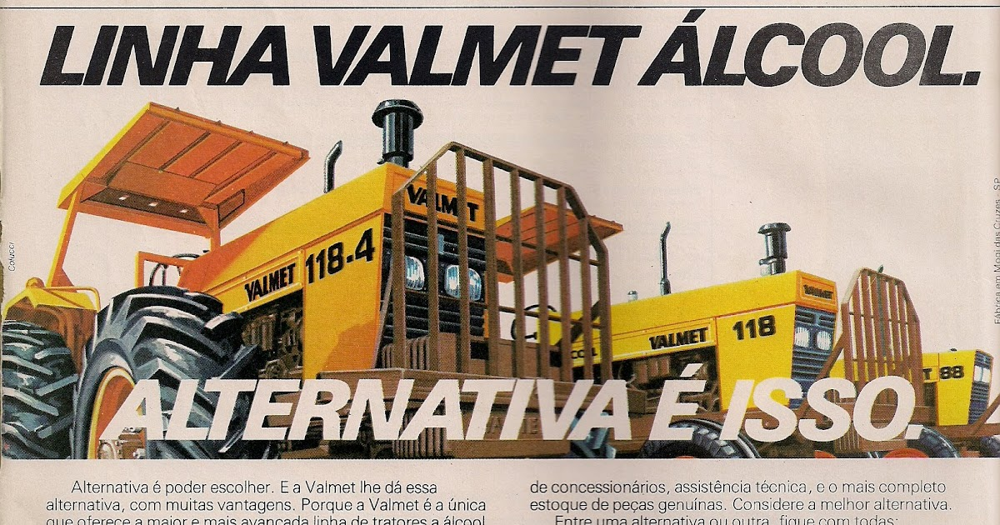 LINHA VALMET ÁLCOOL.
VALMET
VALMET 118-4
VALMET 118
VALMET
88
ALTERNATIVA É ISSO.
Colucci
Fábrica em Mogi das Cruzes - SP
Alternativa é poder escolher. E a Valmet lhe dá essa
alternativa, com muitas vantagens. Porque a Valmet é a única
que oferece a maior e mais avançada linha de tratores a álcool
de concessionários, assistência técnica, e o mais completo
estoque de peças genuínas. Considere a melhor alternativa.
Entre uma alternativa ou outra, fique com todas: